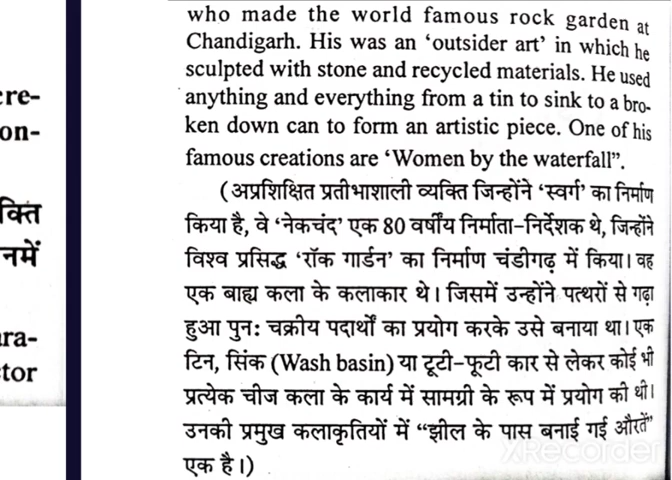 cre-
on-
क्ति
नमें
ara-
ctor
who made the world famous rock garden at
Chandigarh. His was an 'outsider art' in which he
sculpted with stone and recycled materials. He used
anything and everything from a tin to sink to a bro-
ken down can to form an artistic piece. One of his
famous creations are 'Women by the waterfall".
(अप्रशिक्षित प्रतीभाशाली व्यक्ति जिन्होंने 'स्वर्ग' का निर्माण
किया है, वे 'नेकचंद' एक 80 वर्षीय निर्माता-निर्देशक थे, जिन्होंने
विश्व प्रसिद्ध 'रॉक गार्डन' का निर्माण चंडीगढ़ में किया। वह
एक बाह्य कला के कलाकार थे। जिसमें उन्होंने पत्थरों से गढ़ा
हुआ पुन: चक्रीय पदार्थों का प्रयोग करके उसे बनाया था। एक
टिन, सिंक (Wash basin) या टूटी-फूटी कार से लेकर कोई भी
प्रत्येक चीज कला के कार्य में सामग्री के रूप में प्रयोग की थी।
उनकी प्रमुख कलाकृतियों में "झील के पास बनाई गई औरतें"
एक है।)
XRecorder